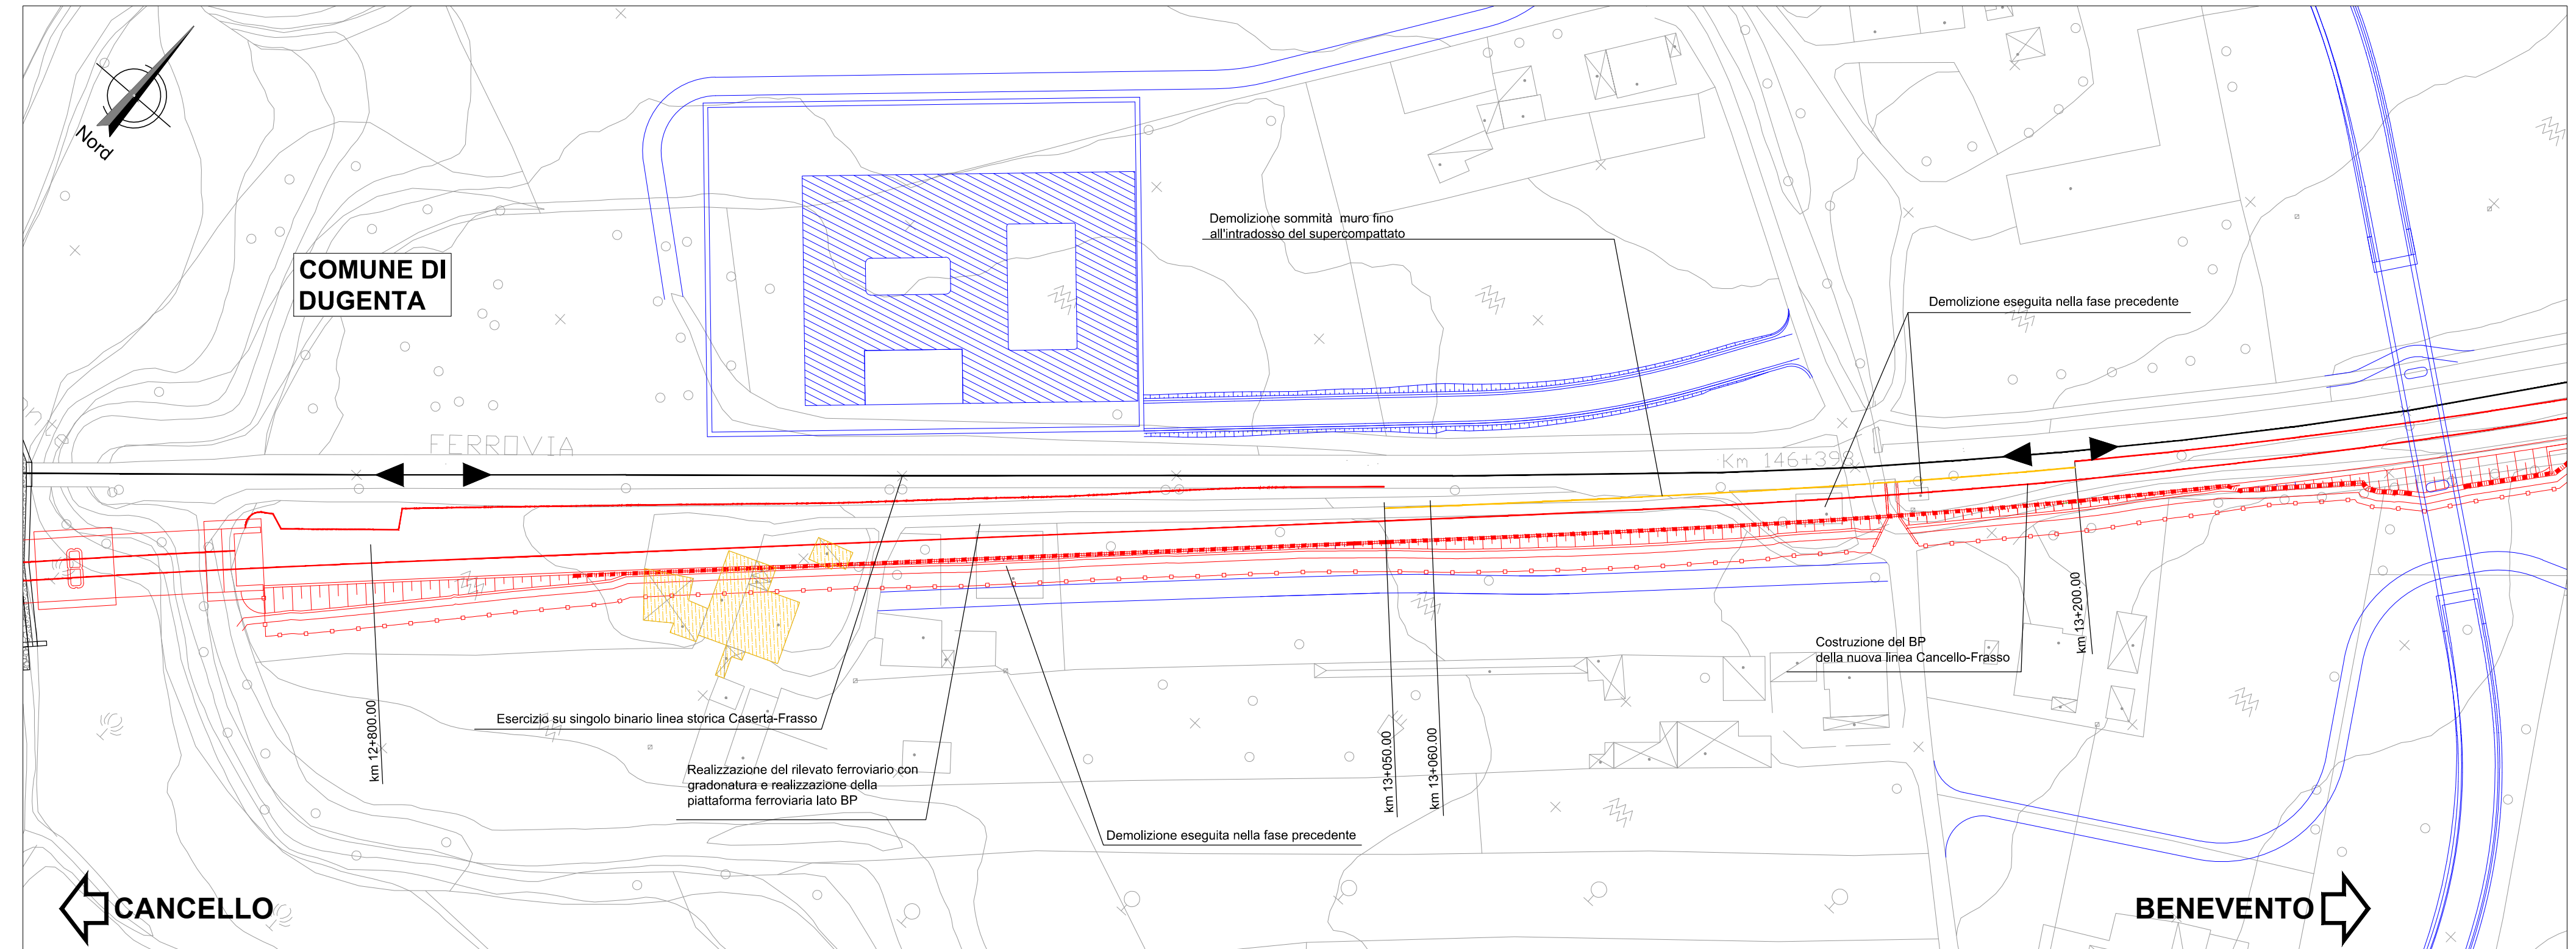 Nord
COMUNE DI
DUGENTA
Demolizione sommità muro fino
all'intradosso del supercompattato
Demolizione eseguita nella fase precedente
FERROVIA
Km 146+398
km 12+800.00
Esercizio su singolo binario linea storica Caserta-Frasso
Realizzazione del rilevato ferroviario con
gradonatura e realizzazione della
piattaforma ferroviaria lato BP
Demolizione eseguita nella fase precedente
km 13+050.00
km 13+060.00
Costruzione del BP
della nuova linea Cancello-Frasso
km 13+200.00
CANCELLO
BENEVENTO